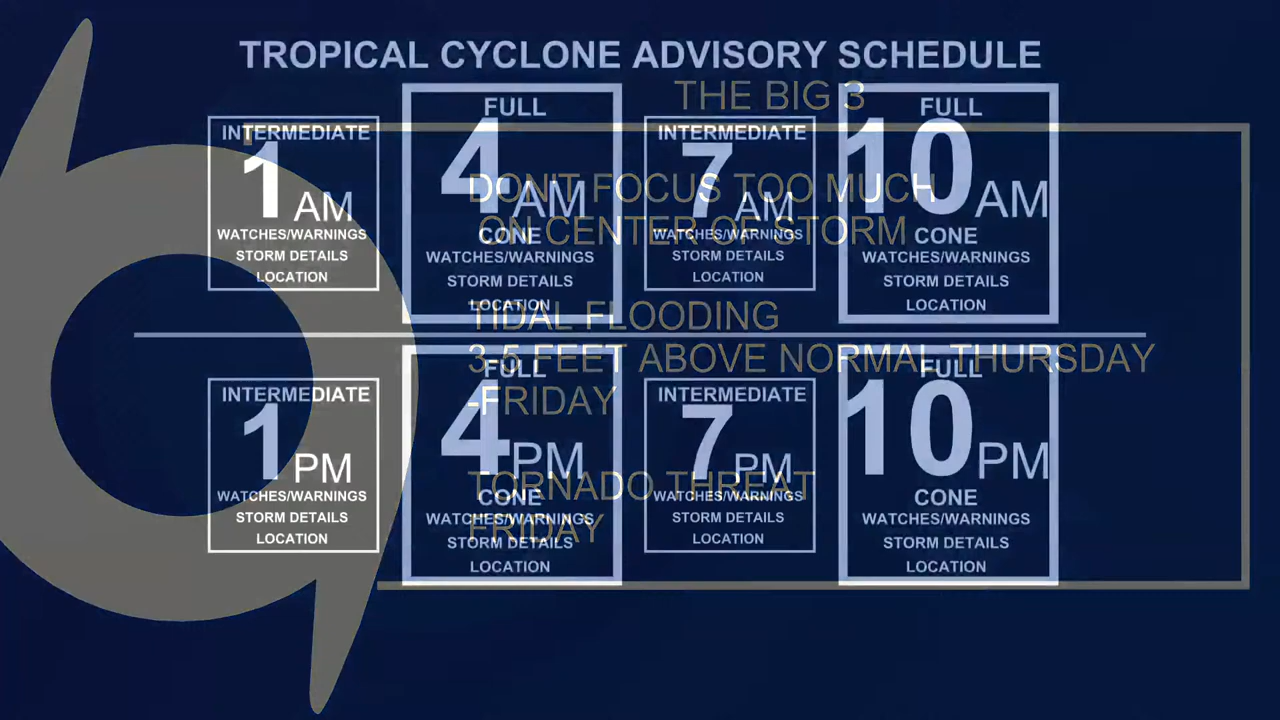 TROPICAL CYCLONE ADVISORY SCHEDULE
INTERMEDIATE
1 AM
WATCHES/WARNINGS
STORM DETAILS
LOCATION
FULL
4 AM
CONE
WATCHES/WARNINGS
STORM DETAILS
LOCATION
INTERMEDIATE
7 AM
WATCHES/WARNINGS
STORM DETAILS
LOCATION
FULL
10 AM
CONE
WATCHES/WARNINGS
STORM DETAILS
LOCATION
INTERMEDIATE
1 PM
WATCHES/WARNINGS
STORM DETAILS
LOCATION
FULL
4 PM
CONE
WATCHES/WARNINGS
STORM DETAILS
LOCATION
INTERMEDIATE
7 PM
WATCHES/WARNINGS
STORM DETAILS
LOCATION
FULL
10 PM
CONE
WATCHES/WARNINGS
STORM DETAILS
LOCATION
THE BIG 3
DON'T FOCUS TOO MUCH
ON CENTER OF STORM
TIDAL FLOODING
3-5 FEET ABOVE NORMAL THURSDAY
-FRIDAY
TORNADO THREAT
FRIDAY